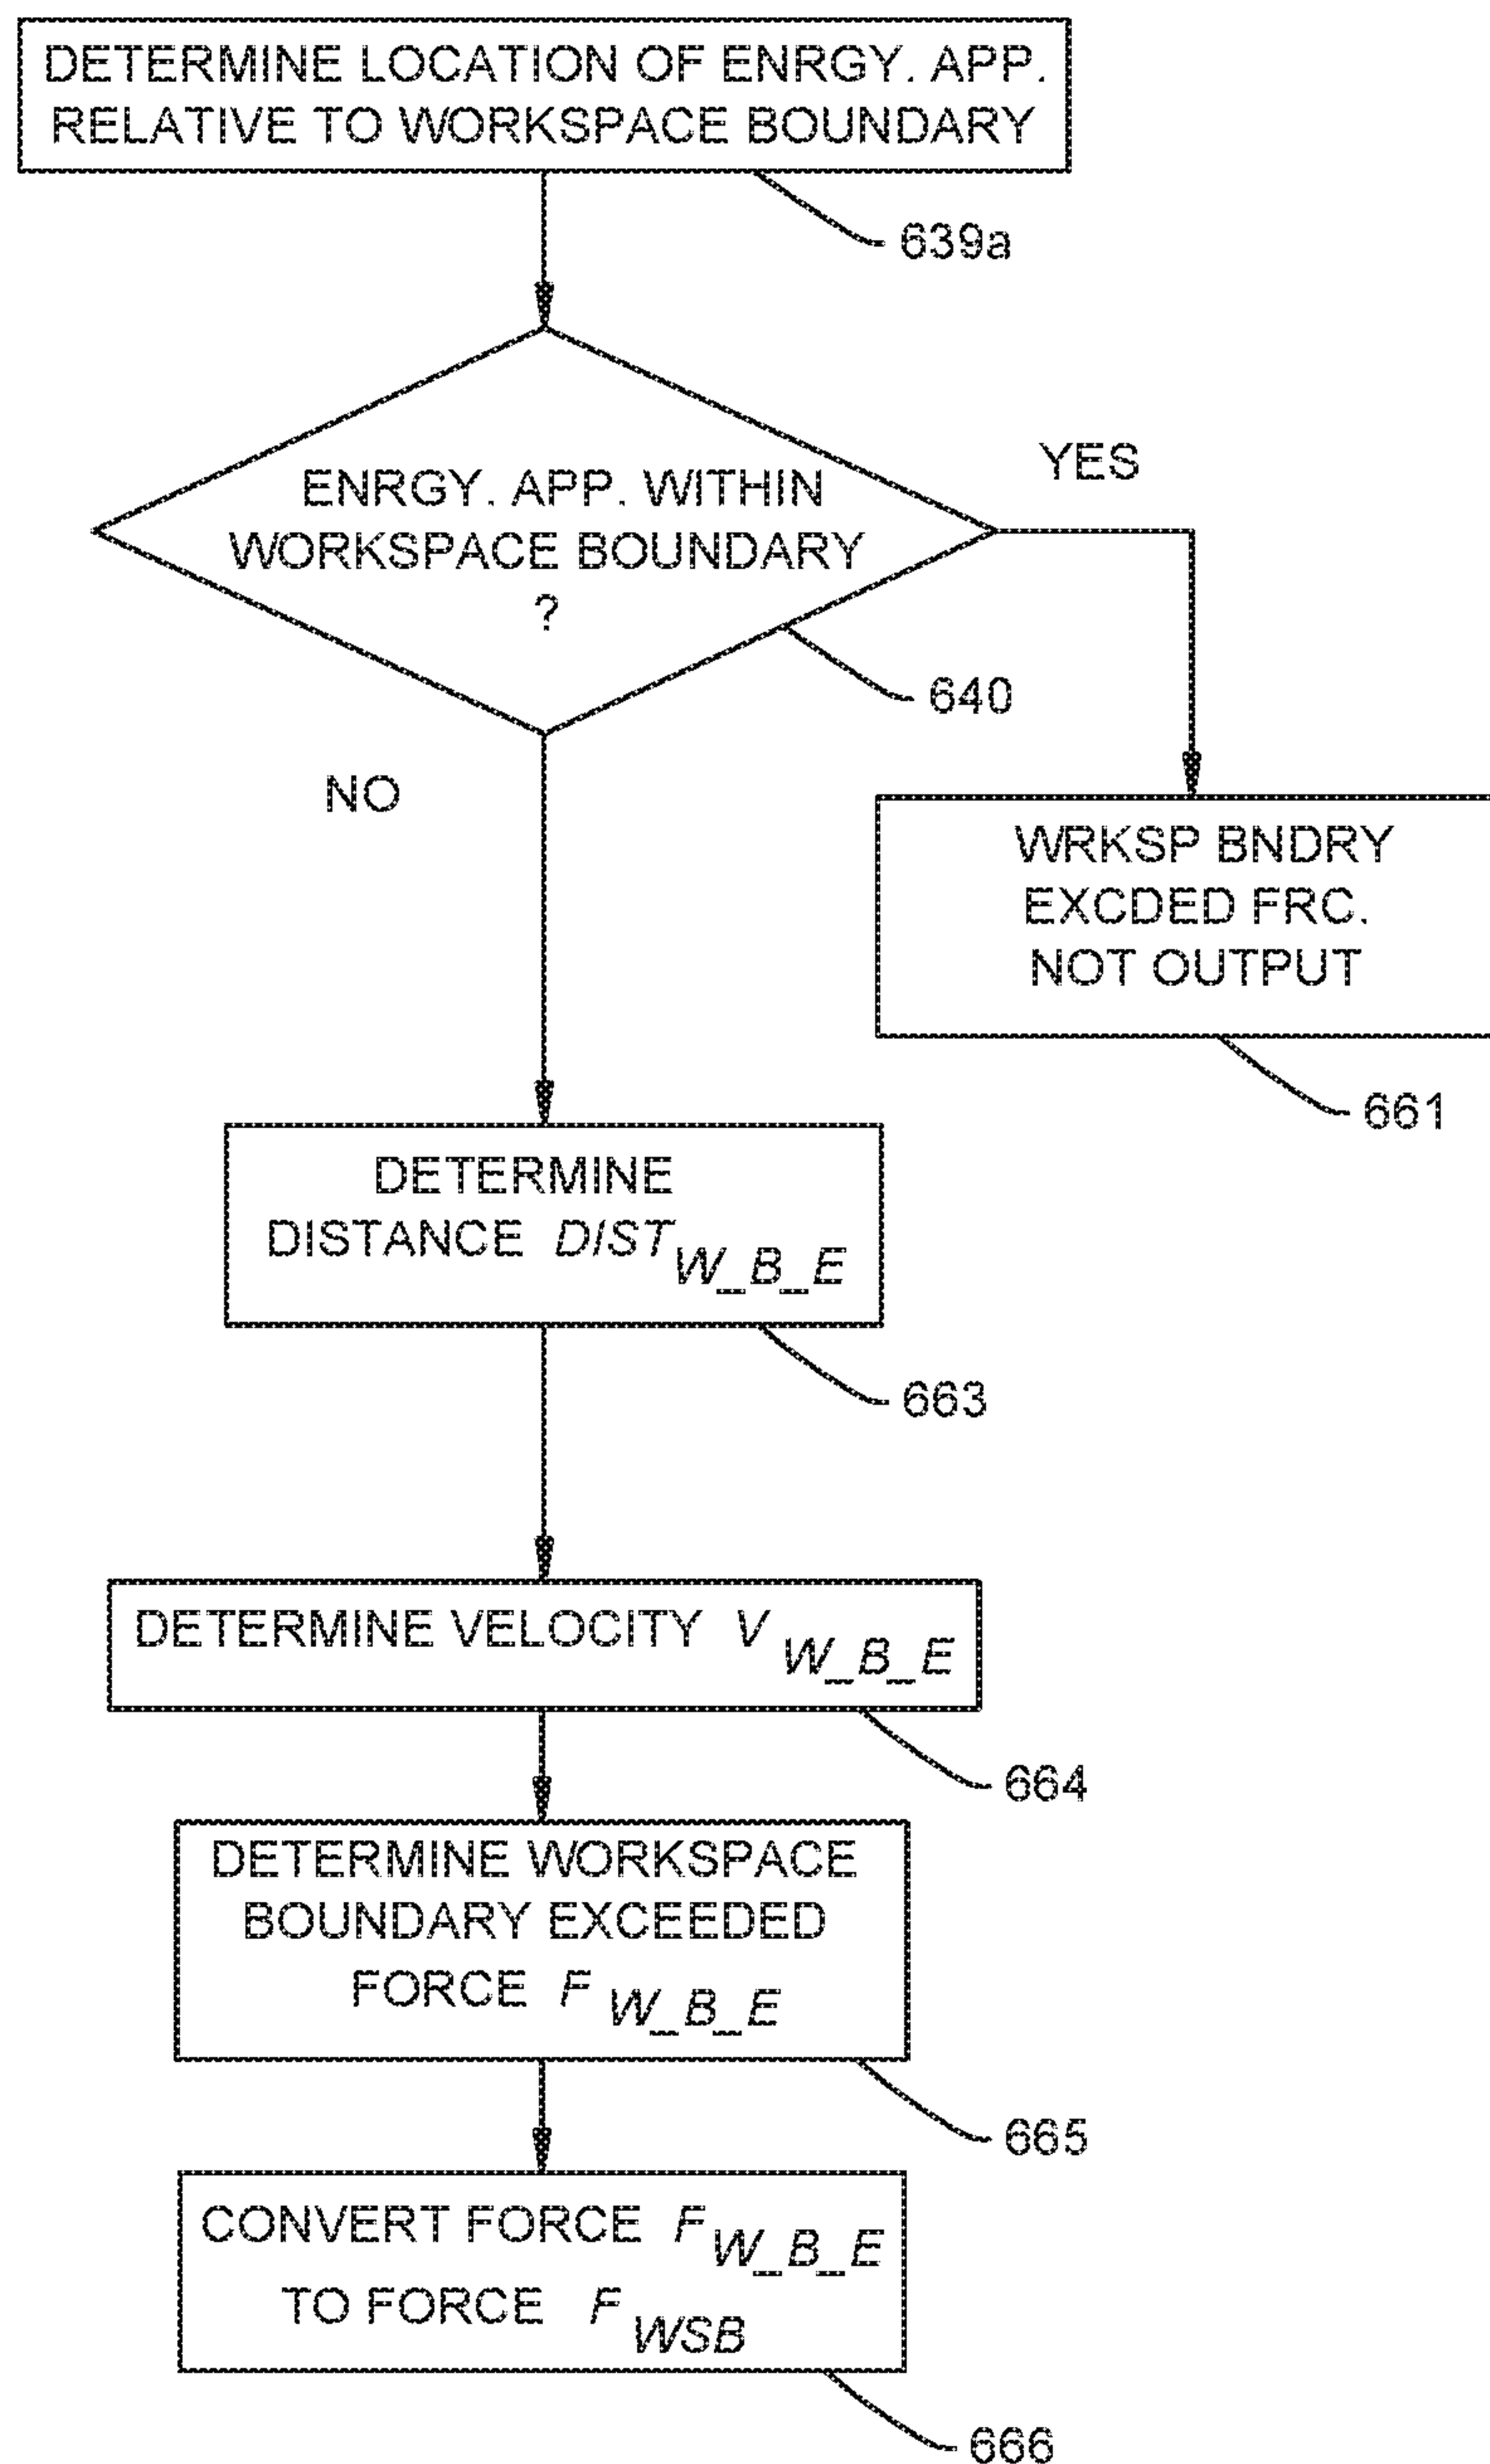 DETERMINE LOCATION OF ENRGY. APP.
RELATIVE TO WORKSPACE BOUNDARY
639a
ENRGY. APP. WITHIN
WORKSPACE BOUNDARY
?
YES
640
NO
WRKSP BNDRY
EXCDED FRC.
NOT OUTPUT
661
DETERMINE
DISTANCE DIST W_B_E
663
DETERMINE VELOCITY V W_B_E
664
DETERMINE WORKSPACE
BOUNDARY EXCEEDED
FORCE F W_B_E
665
CONVERT FORCE F W_B_E
TO FORCE F WSB
666